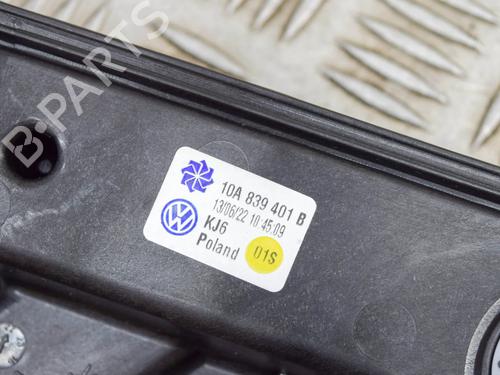 B-PARTS
10A 839 401 B
13/06/22 10:45:09
KJ6
Poland
01S